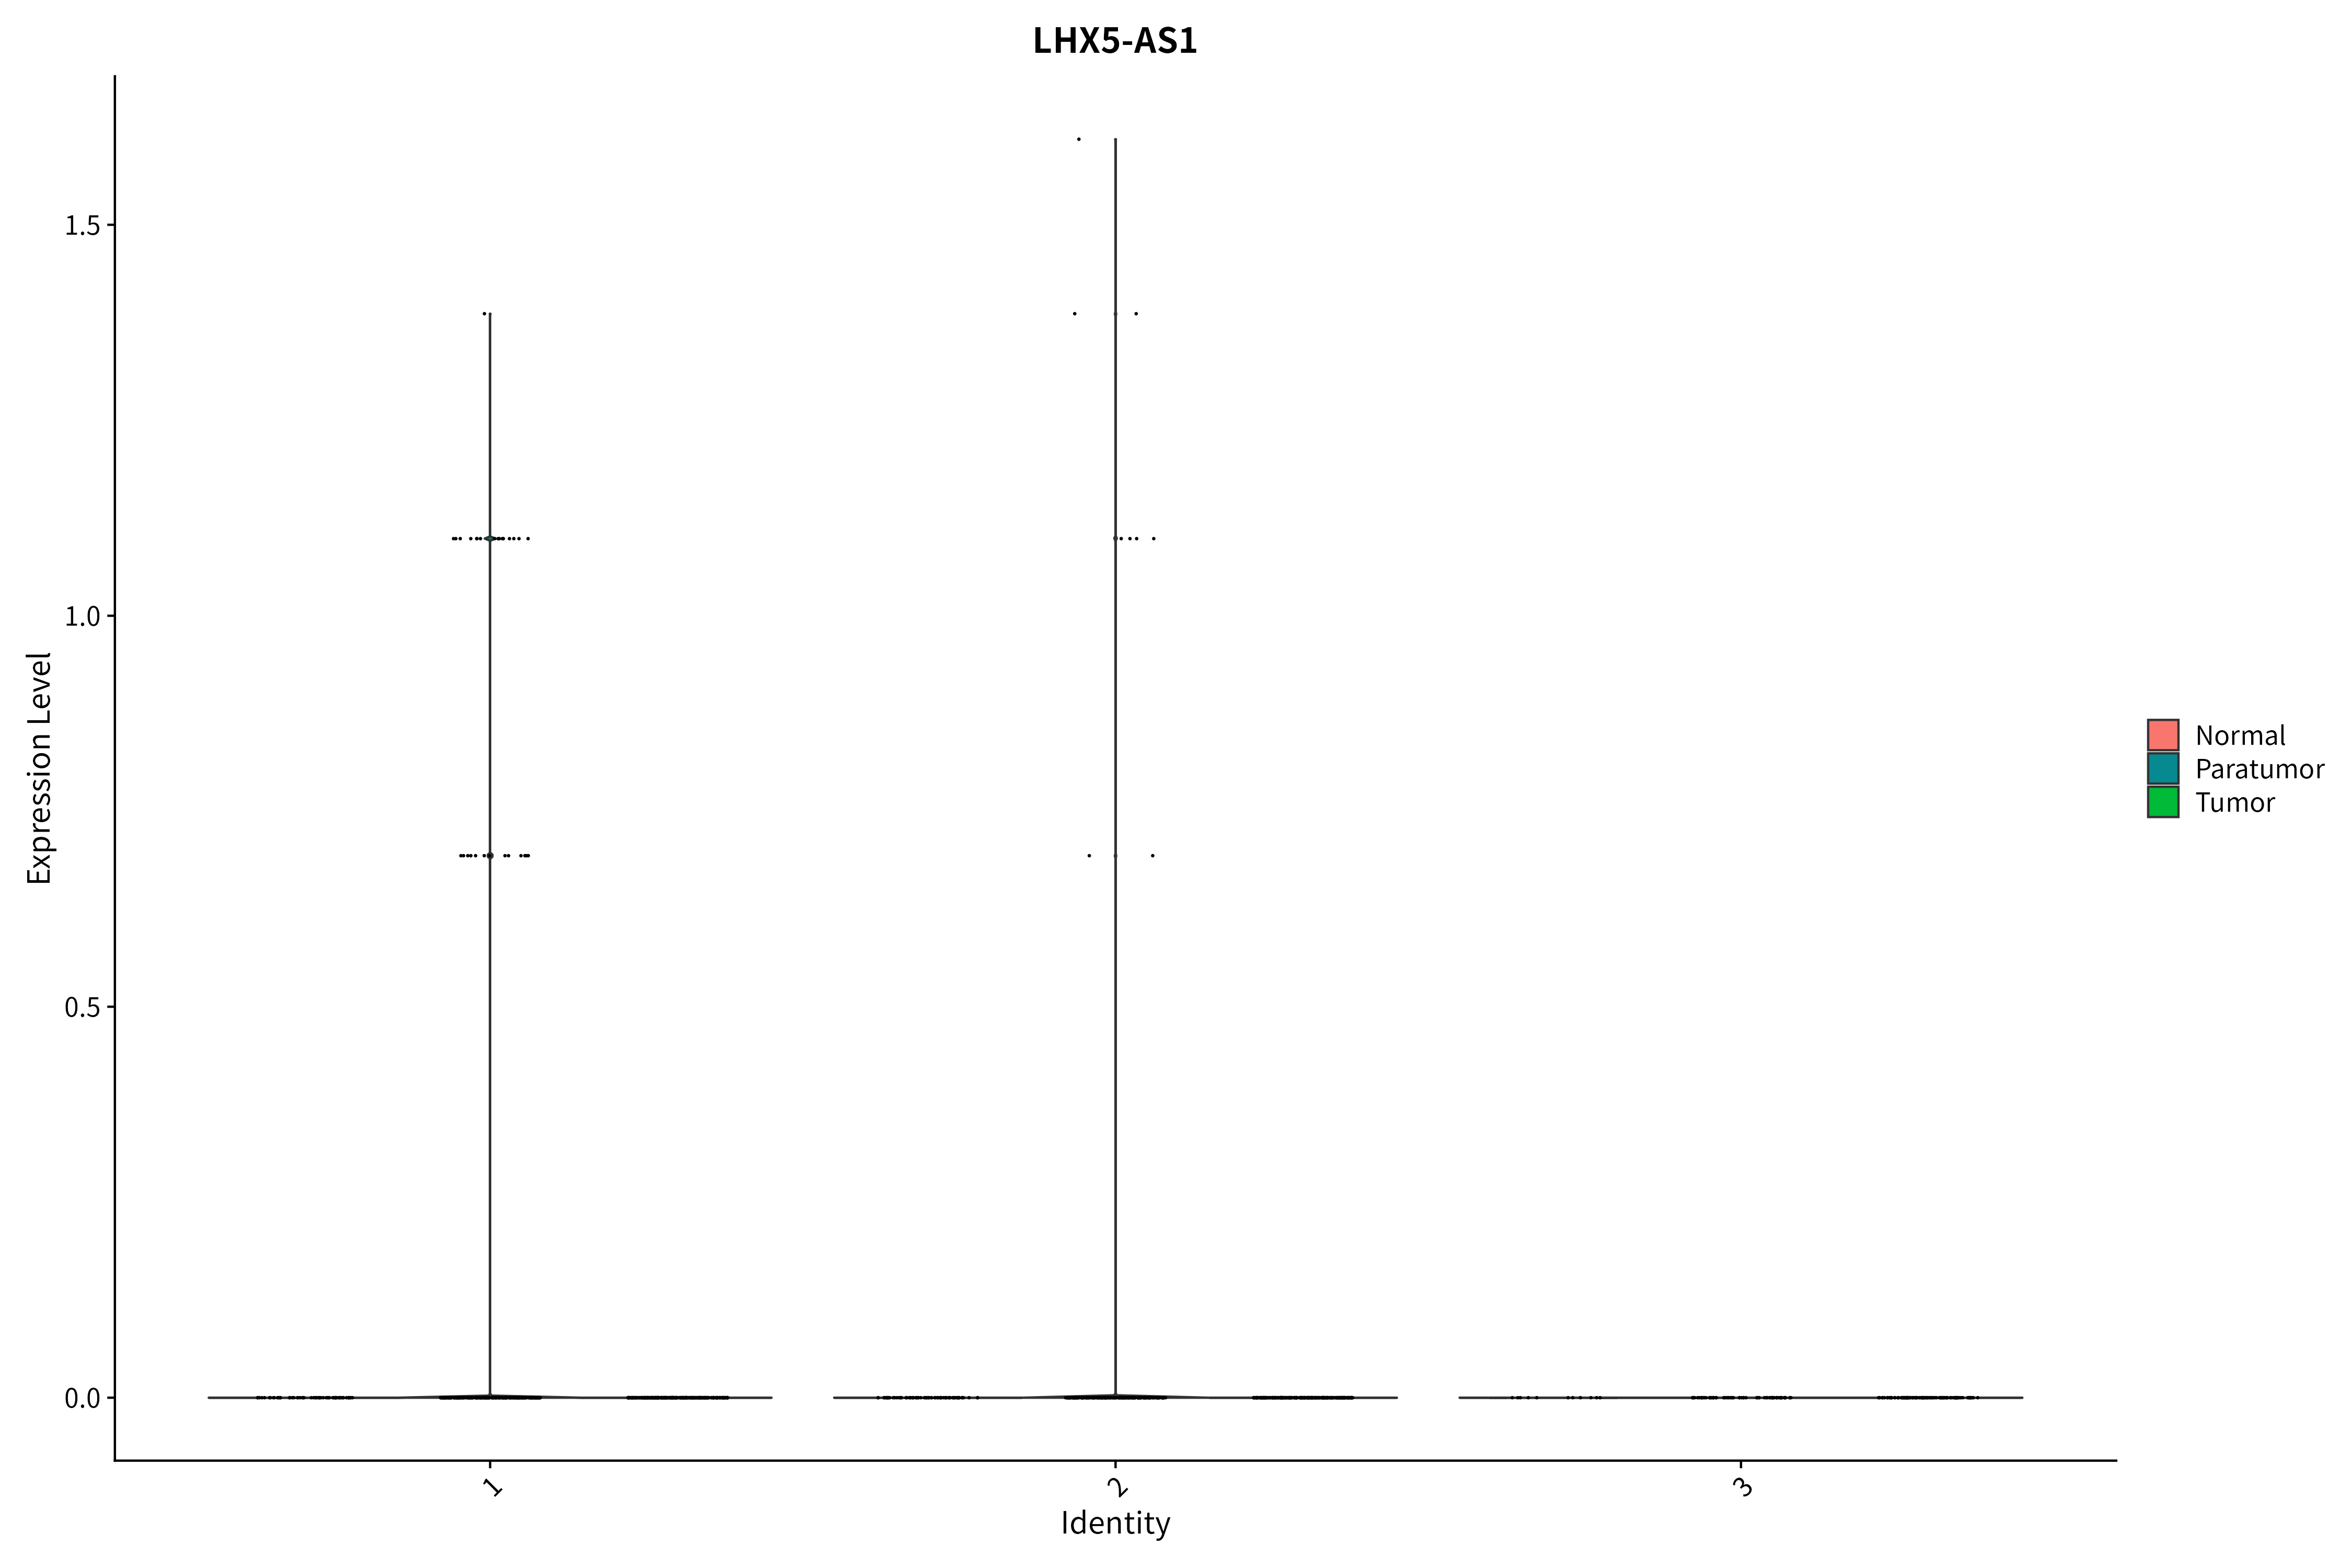 LHX5-AS1
Expression Level
1.5
1.0
0.5
0.0
1
2
3
Identity
Normal
Paratumor
Tumor